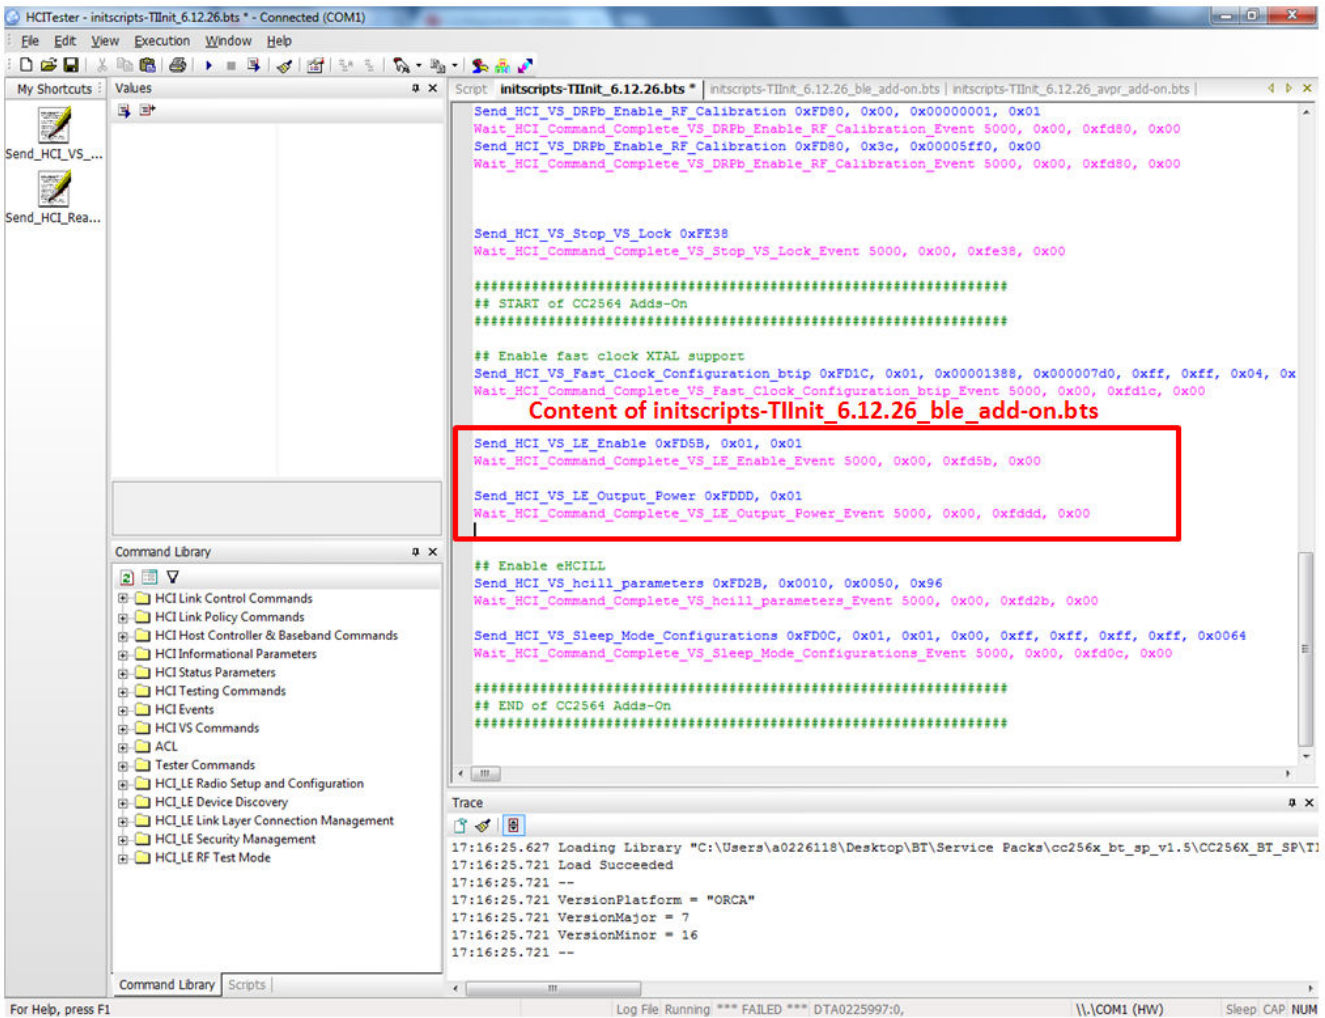 HCITester - initscripts-TIInit_6.12.26.bts * - Connected (COM1)
File Edit View Execution Window Help
My Shortcuts
Send_HCI_VS_...
Send_HCI_Rea...
Values
Command Library
HCI Link Control Commands
HCI Link Policy Commands
HCI Host Controller & Baseband Commands
HCI Informational Parameters
HCI Status Parameters
HCI Testing Commands
HCI Events
HCI VS Commands
ACL
Tester Commands
HCI_LE Radio Setup and Configuration
HCI_LE Device Discovery
HCI_LE Link Layer Connection Management
HCI_LE Security Management
HCI_LE RF Test Mode
Command Library Scripts
Script initscripts-TIInit_6.12.26.bts * initscripts-TIInit_6.12.26_ble_add-on.bts initscripts-TIInit_6.12.26_avpr_add-on.bts
Send_HCI_VS_DRPb_Enable_RF_Calibration 0xFD80, 0x00, 0x00000001, 0x01
Wait_HCI_Command_Complete_VS_DRPb_Enable_RF_Calibration_Event 5000, 0x00, 0xfd80, 0x00
Send_HCI_VS_DRPb_Enable_RF_Calibration 0xFD80, 0x3c, 0x00005ff0, 0x00
Wait_HCI_Command_Complete_VS_DRPb_Enable_RF_Calibration_Event 5000, 0x00, 0xfd80, 0x00
Send_HCI_VS_Stop_VS_Lock 0xFE38
Wait_HCI_Command_Complete_VS_Stop_VS_Lock_Event 5000, 0x00, 0xfe38, 0x00
#################################################################
## START of CC2564 Adds-On
#################################################################
## Enable fast clock XTAL support
Send_HCI_VS_Fast_Clock_Configuration_btip 0xFD1C, 0x01, 0x00001388, 0x000007d0, 0xff, 0xff, 0x04, 0x
Wait_HCI_Command_Complete_VS_Fast_Clock_Configuration_btip_Event 5000, 0x00, 0xfd1c, 0x00
Content of initscripts-TIInit_6.12.26_ble_add-on.bts
Send_HCI_VS_LE_Enable 0xFD5B, 0x01, 0x01
Wait_HCI_Command_Complete_VS_LE_Enable_Event 5000, 0x00, 0xfd5b, 0x00
Send_HCI_VS_LE_Output_Power 0xFDDD, 0x01
Wait_HCI_Command_Complete_VS_LE_Output_Power_Event 5000, 0x00, 0xfddd, 0x00
## Enable eHCILL
Send_HCI_VS_hcill_parameters 0xFD2B, 0x0010, 0x0050, 0x96
Wait_HCI_Command_Complete_VS_hcill_parameters_Event 5000, 0x00, 0xfd2b, 0x00
Send_HCI_VS_Sleep_Mode_Configurations 0xFD0C, 0x01, 0x01, 0x00, 0xff, 0xff, 0xff, 0xff, 0x0064
Wait_HCI_Command_Complete_VS_Sleep_Mode_Configurations_Event 5000, 0x00, 0xfd0c, 0x00
#################################################################
## END of CC2564 Adds-On
#################################################################
Trace
17:16:25.627 Loading Library "C:\Users\a0226118\Desktop\BT\Service Packs\cc256x_bt_sp_v1.5\CC256X_BT_SP\TI
17:16:25.721 Load Succeeded
17:16:25.721 --
17:16:25.721 VersionPlatform = "ORCA"
17:16:25.721 VersionMajor = 7
17:16:25.721 VersionMinor = 16
17:16:25.721 --
For Help, press F1
Log File Running *** FAILED *** DTA0225997:0,
\\.\COM1 (HW)
Sleep CAP NUM